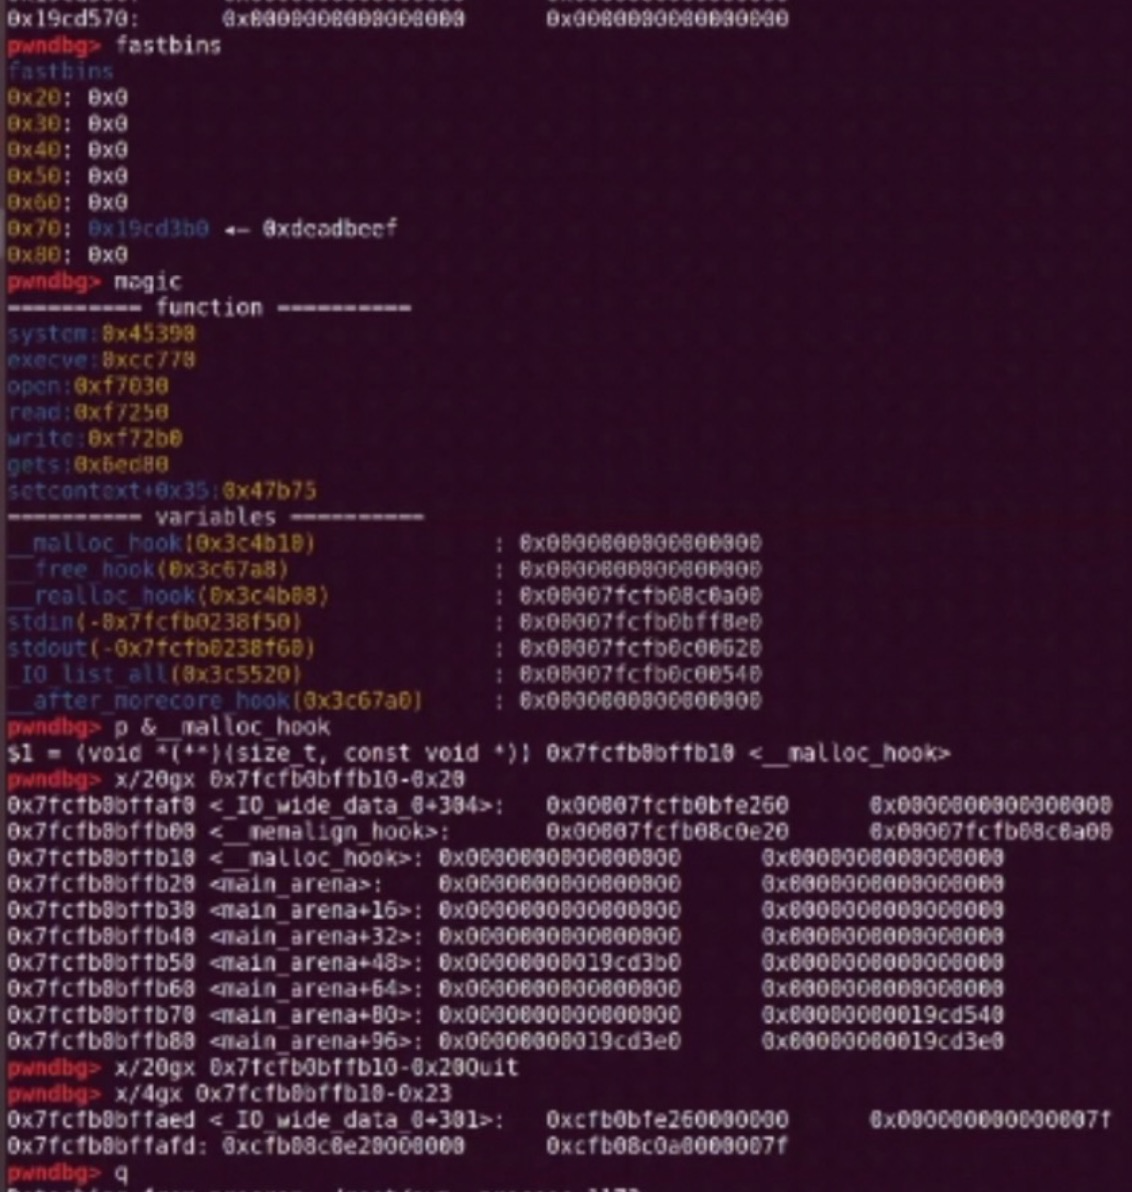 0x19cd570: 0x0000000000000000 0x0000000000000000
pwndbg> fastbins
fastbins
0x20: 0x0
0x30: 0x0
0x40: 0x0
0x50: 0x0
0x60: 0x0
0x70: 0x19cd3b0 ← 0xdeadbeef
0x80: 0x0
pwndbg> magic
---------- function ----------
system:0x45390
execve:0xcc770
open:0xf7030
read:0xf7250
write:0xf72b0
gets:0x6ed80
setcontext+0x35:0x47b75
---------- variables ----------
__malloc_hook(0x3c4b10) : 0x0000000000000000
__free_hook(0x3c67a8) : 0x0000000000000000
__realloc_hook(0x3c4b08) : 0x00007fcfb08c0a00
stdin(-0x7fcfb0238f50) : 0x00007fcfb0bff8e0
stdout(-0x7fcfb0238f60) : 0x00007fcfb0c00620
_IO_list_all(0x3c5520) : 0x00007fcfb0c00540
__after_morecore_hook(0x3c67a0) : 0x0000000000000000
pwndbg> p &__malloc_hook
$1 = (void *(**)(size_t, const void *)) 0x7fcfb0bffb10 <__malloc_hook>
pwndbg> x/20gx 0x7fcfb0bffb10-0x20
0x7fcfb0bffaf0 <_IO_wide_data_0+304>: 0x00007fcfb0bfe260 0x0000000000000000
0x7fcfb0bffb00 <__memalign_hook>: 0x00007fcfb08c0e20 0x00007fcfb08c0a00
0x7fcfb0bffb10 <__malloc_hook>: 0x0000000000000000 0x0000000000000000
0x7fcfb0bffb20 <main_arena>: 0x0000000000000000 0x0000000000000000
0x7fcfb0bffb30 <main_arena+16>: 0x0000000000000000 0x0000000000000000
0x7fcfb0bffb40 <main_arena+32>: 0x0000000000000000 0x0000000000000000
0x7fcfb0bffb50 <main_arena+48>: 0x00000000019cd3b0 0x0000000000000000
0x7fcfb0bffb60 <main_arena+64>: 0x0000000000000000 0x0000000000000000
0x7fcfb0bffb70 <main_arena+80>: 0x0000000000000000 0x00000000019cd540
0x7fcfb0bffb80 <main_arena+96>: 0x00000000019cd3e0 0x00000000019cd3e0
pwndbg> x/20gx 0x7fcfb0bffb10-0x20Quit
pwndbg> x/4gx 0x7fcfb0bffb10-0x23
0x7fcfb0bffaed <_IO_wide_data_0+301>: 0xcfb0bfe260000000 0x000000000000007f
0x7fcfb0bffafd: 0xcfb08c0e20000000 0xcfb08c0a0000007f
pwndbg> q